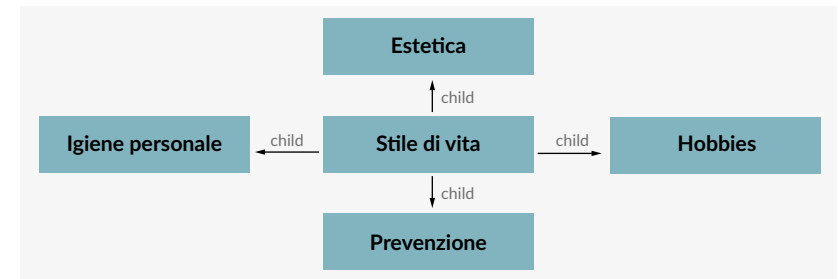 Estetica
child
Igiene personale
child
Stile di vita
child
Hobbies
child
Prevenzione